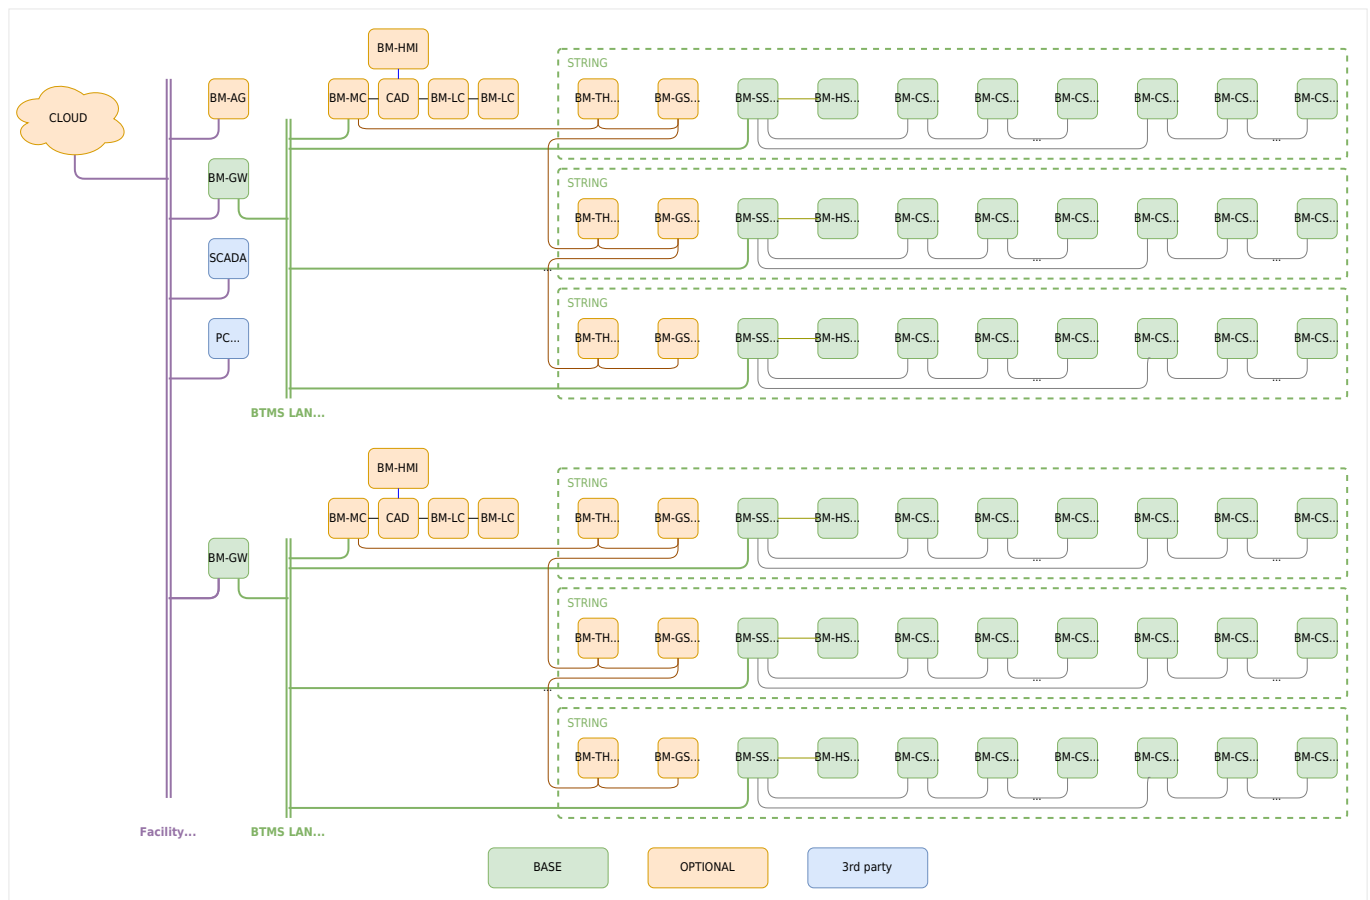 BM-HMI
CLOUD
BM-AG
BM-MC
CAD
BM-LC
BM-LC
STRING
BM-TH...
BM-GS...
BM-SS...
BM-HS...
BM-CS...
BM-CS...
BM-CS...
BM-CS...
BM-CS...
BM-CS...
...
...
BM-GW
STRING
BM-TH...
BM-GS...
BM-SS...
BM-HS...
BM-CS...
BM-CS...
BM-CS...
BM-CS...
BM-CS...
BM-CS...
...
...
SCADA
...
STRING
BM-TH...
BM-GS...
BM-SS...
BM-HS...
BM-CS...
BM-CS...
BM-CS...
BM-CS...
BM-CS...
BM-CS...
...
...
PC...
BTMS LAN...
BM-HMI
BM-MC
CAD
BM-LC
BM-LC
STRING
BM-TH...
BM-GS...
BM-SS...
BM-HS...
BM-CS...
BM-CS...
BM-CS...
BM-CS...
BM-CS...
BM-CS...
...
...
BM-GW
STRING
BM-TH...
BM-GS...
BM-SS...
BM-HS...
BM-CS...
BM-CS...
BM-CS...
BM-CS...
BM-CS...
BM-CS...
...
...
...
STRING
BM-TH...
BM-GS...
BM-SS...
BM-HS...
BM-CS...
BM-CS...
BM-CS...
BM-CS...
BM-CS...
BM-CS...
...
...
Facility...
BTMS LAN...
BASE
OPTIONAL
3rd party